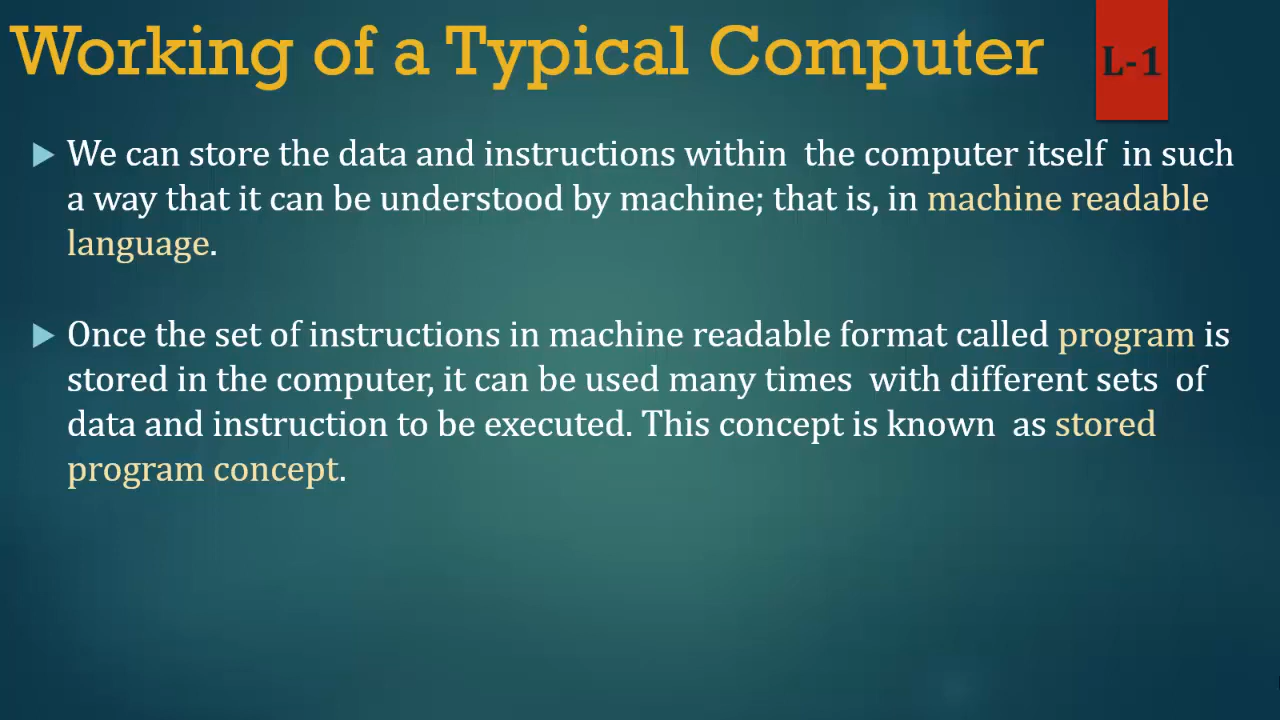 Working of a Typical Computer
L-1
We can store the data and instructions within the computer itself in such
a way that it can be understood by machine; that is, in machine readable
language.
Once the set of instructions in machine readable format called program is
stored in the computer, it can be used many times with different sets of
data and instruction to be executed. This concept is known as stored
program concept.